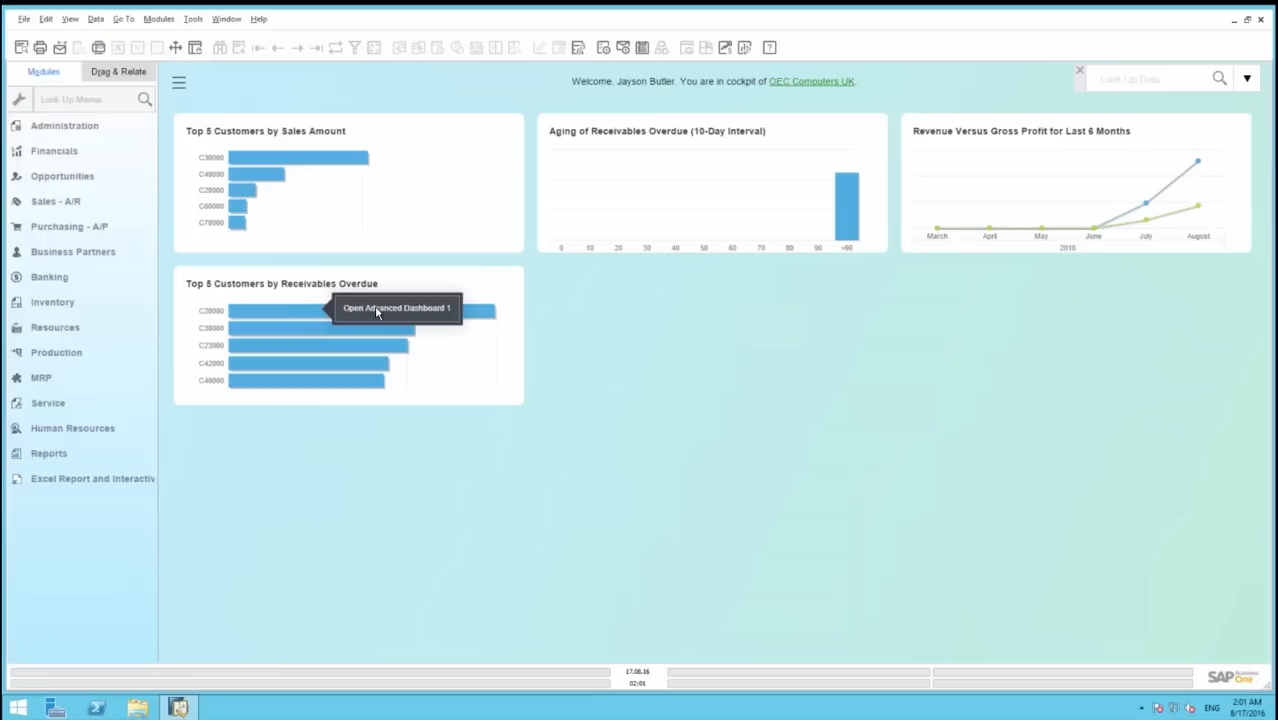 File Edit View Data Go To Modules Tools Window Help
Modules Drag & Relate
Look Up Menus
Administration
Financials
Opportunities
Sales - A/R
Purchasing - A/P
Business Partners
Banking
Inventory
Resources
Production
MRP
Service
Human Resources
Reports
Excel Report and Interactiv
Welcome, Jayson Butler. You are in cockpit of OEC Computers UK.
Look Up Data
Top 5 Customers by Sales Amount
C30000
C40000
C20000
C60000
C70000
Aging of Receivables Overdue (10-Day Interval)
0 10 20 30 40 50 60 70 80 90 >90
Revenue Versus Gross Profit for Last 6 Months
March April May June July August
2016
Top 5 Customers by Receivables Overdue
C20000
C30000
C23900
C42000
C40000
Open Advanced Dashboard 1
17.08.16
02:01
SAP Business One
ENG
2:01 AM
8/17/2016